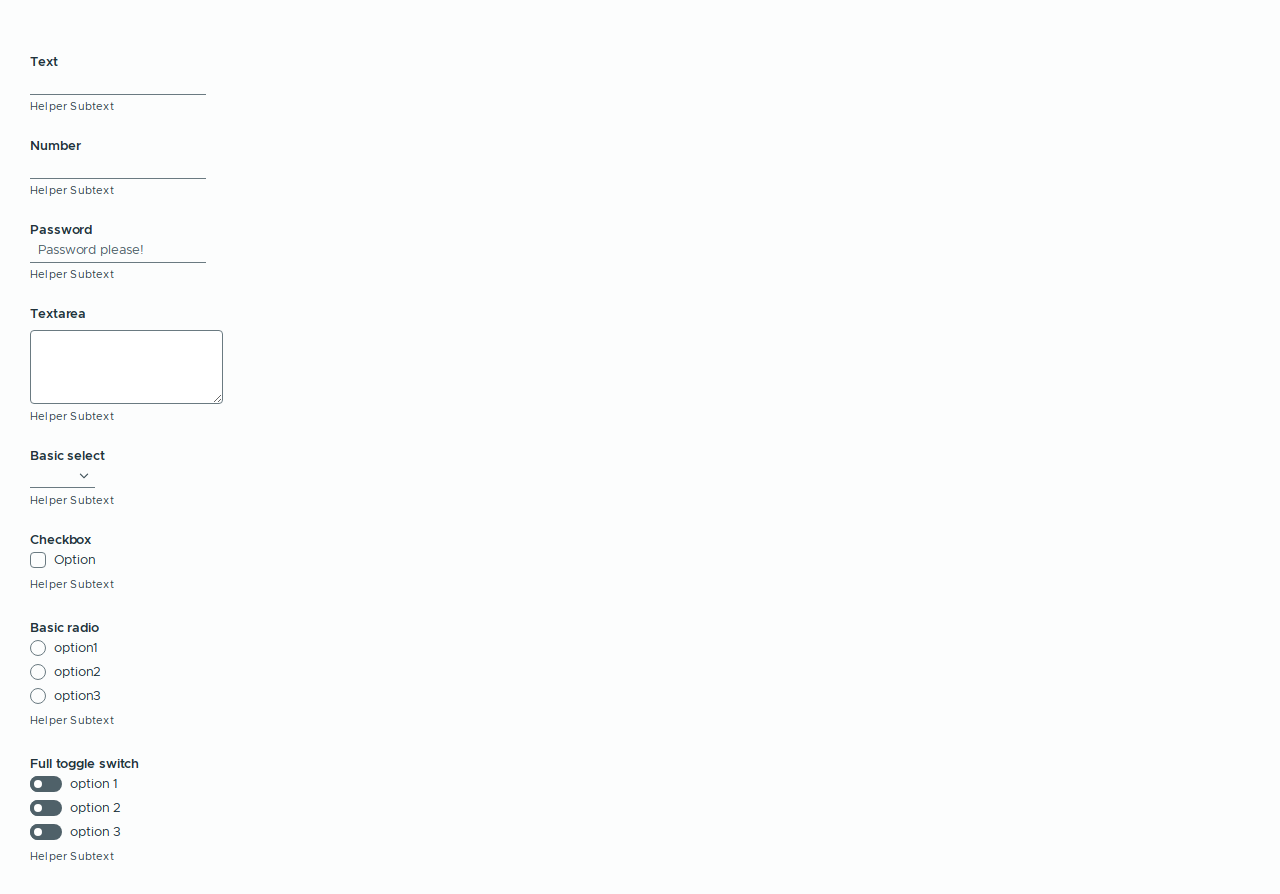 Text
Helper Subtext
Number
Helper Subtext
Password
Password please!
Helper Subtext
Textarea
Helper Subtext
Basic select
Helper Subtext
Checkbox
Option
Helper Subtext
Basic radio
option1
option2
option3
Helper Subtext
Full toggle switch
option 1
option 2
option 3
Helper Subtext